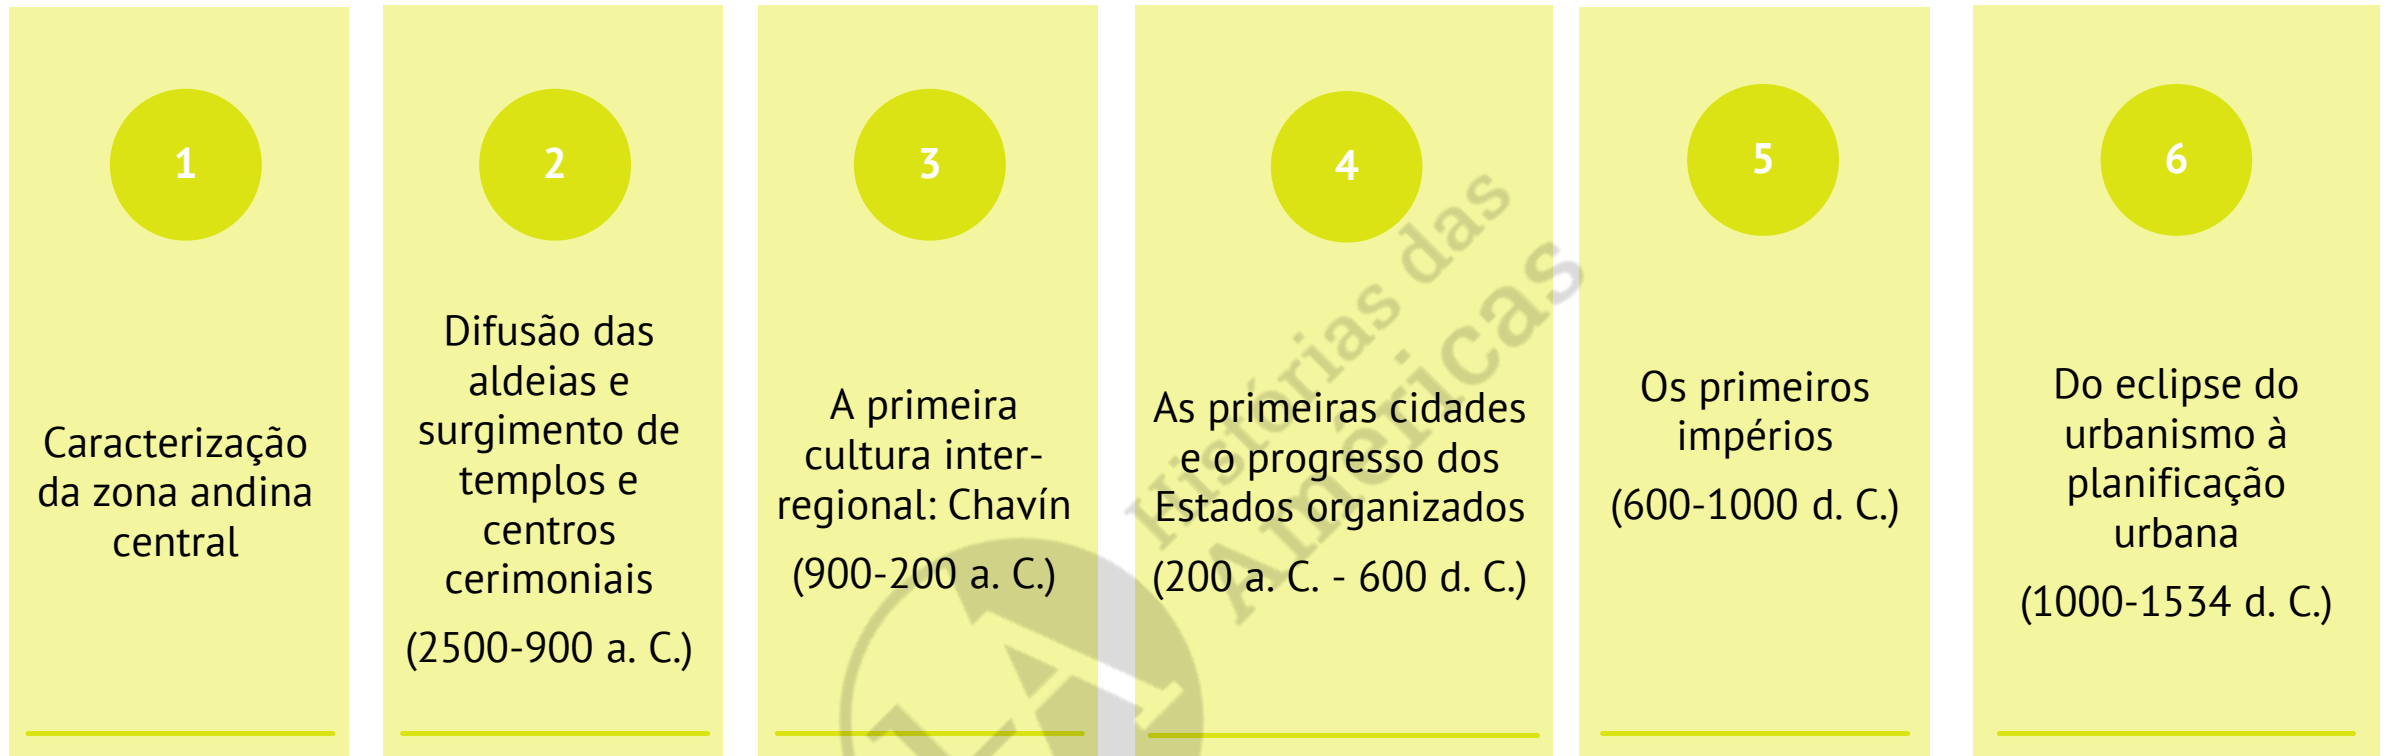 1
Caracterização
da zona andina
central
2
Difusão das
aldeias e
surgimento de
templos e
centros
cerimoniais
(2500-900 a. C.)
3
A primeira
cultura inter-
regional: Chavín
(900-200 a. C.)
4
As primeiras cidades
e o progresso dos
Estados organizados
(200 a. C. - 600 d. C.)
5
Os primeiros
impérios
(600-1000 d. C.)
6
Do eclipse do
urbanismo à
planificação
urbana
(1000-1534 d. C.)
Histórias das
Américas
LA